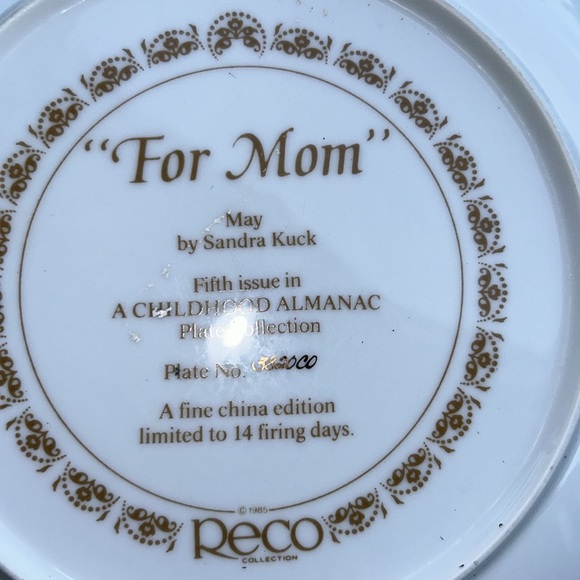 "For Mom"
May
by Sandra Kuck
Fifth issue in
A CHILDHOOD ALMANAC
Plate Collection
Plate No.
A fine china edition
limited to 14 firing days.
© 1985
Reco
COLLECTION